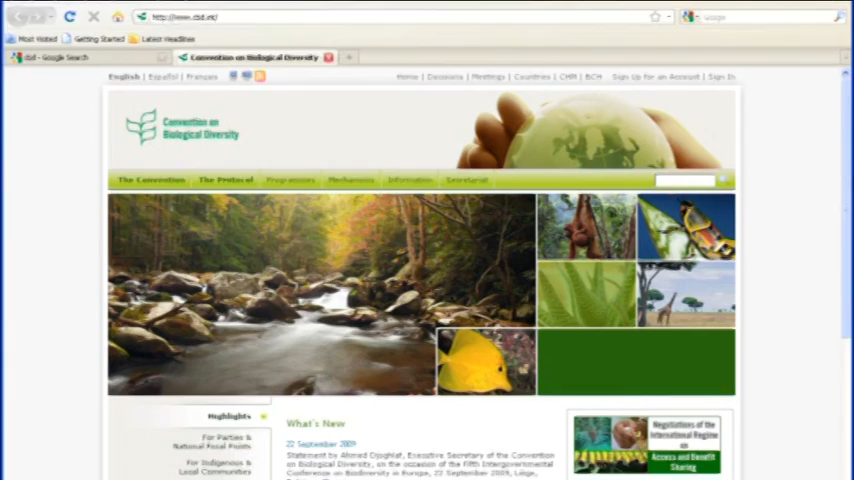 http://www.cbd.int/
Google
Most Visited Getting Started Latest Headlines
cbd - Google Search
Convention on Biological Diversity
English | Español | Français
Home | Decisions | Meetings | Countries | CHM | BCH Sign Up for an Account | Sign In
Convention on
Biological Diversity
The Convention The Protocol Programmes Mechanisms Information Secretariat
Highlights
For Parties &
National Focal Points
For Indigenous &
Local Communities
What's New
22 September 2009
Statement by Ahmed Djoghlaf, Executive Secretary of the Convention
on Biological Diversity, on the occasion of the Fifth Intergovernmental
Conference on Biodiversity in Europe, 22 September 2009, Liège,
Negotiations of the
International Regime
on
Access and Benefit
Sharing